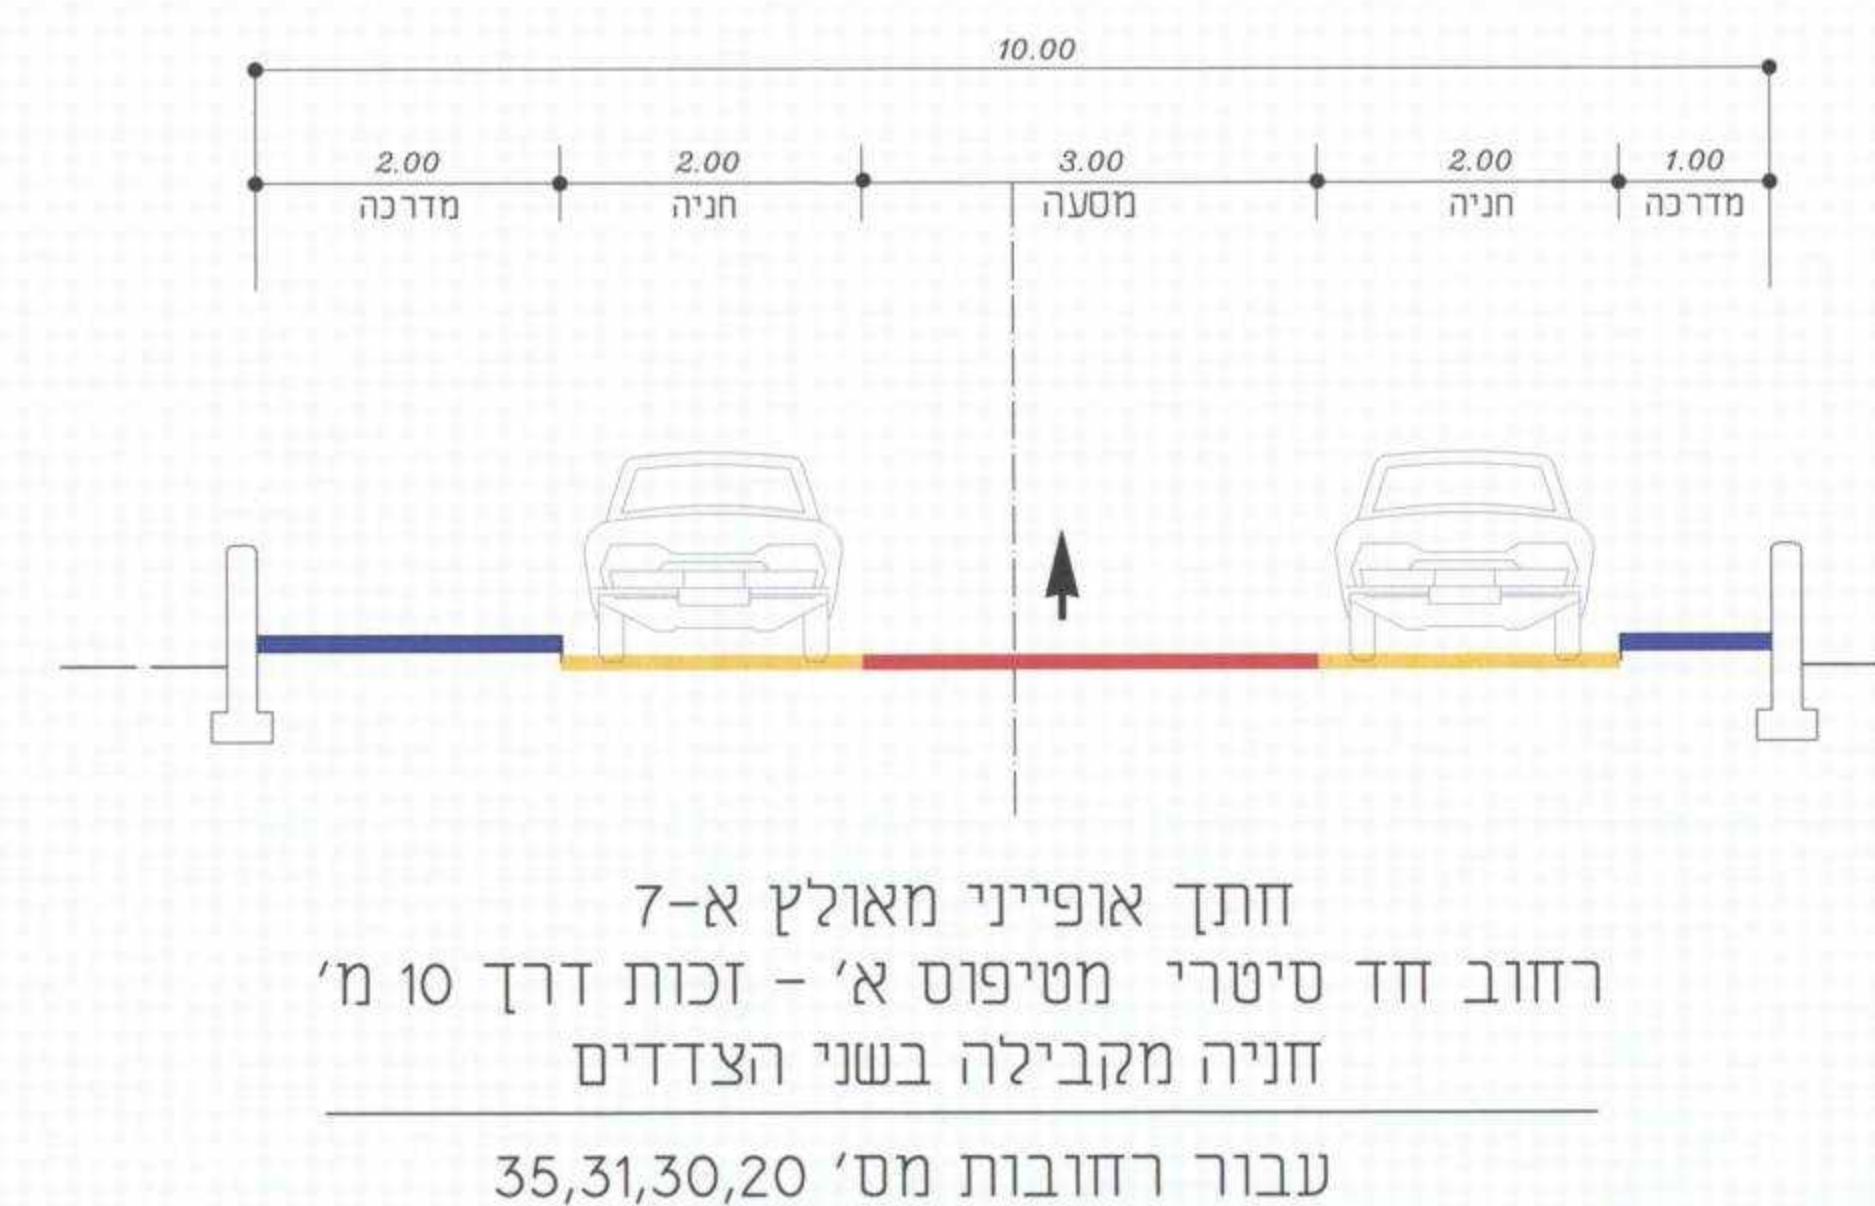 10.00
2.00 2.00 3.00 2.00 1.00
מדרכה חניה מסעה חניה מדרכה
חתך אופייני מאולץ א-7
רחוב חד סיטרי מטיפוס א' - זכות דרך 10 מ'
חניה מקבילה בשני הצדדים
עבור רחובות מס' 35,31,30,20